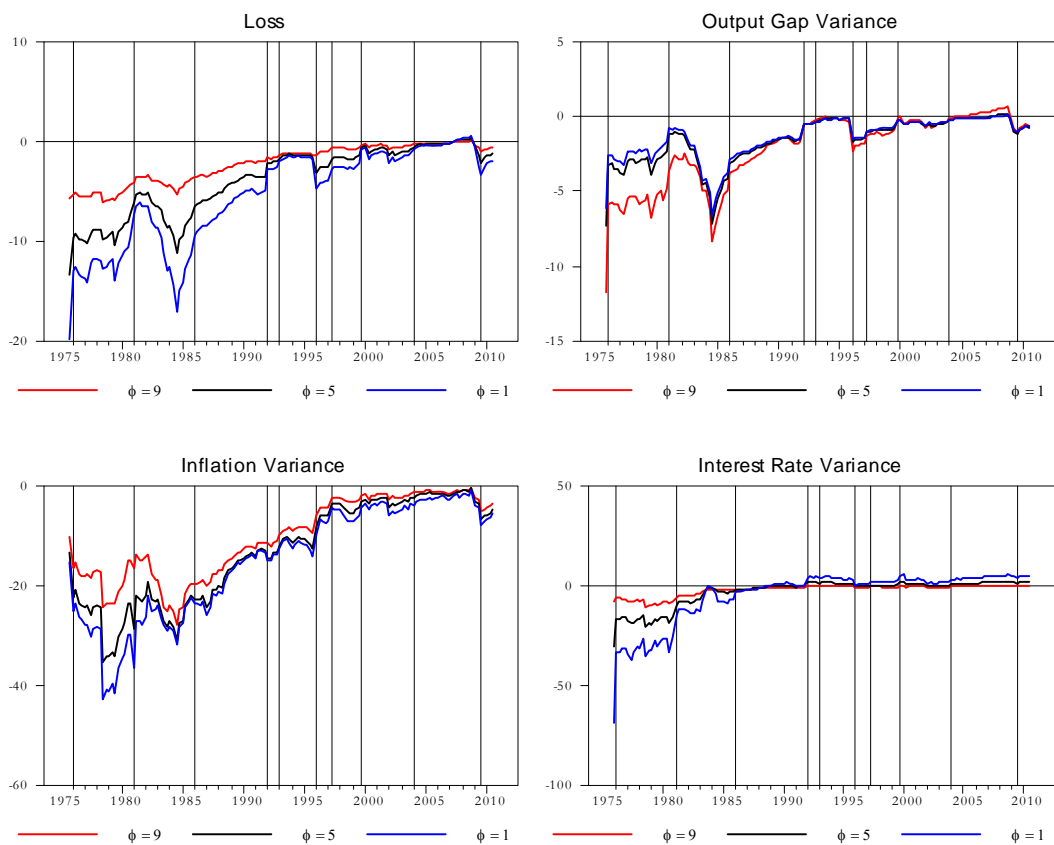 Loss
10
0
-10
-20
1975 1980 1985 1990 1995 2000 2005 2010
ϕ = 9 ϕ = 5 ϕ = 1
Output Gap Variance
5
0
-5
-10
-15
1975 1980 1985 1990 1995 2000 2005 2010
ϕ = 9 ϕ = 5 ϕ = 1
Inflation Variance
0
-20
-40
-60
1975 1980 1985 1990 1995 2000 2005 2010
ϕ = 9 ϕ = 5 ϕ = 1
Interest Rate Variance
50
0
-50
-100
1975 1980 1985 1990 1995 2000 2005 2010
ϕ = 9 ϕ = 5 ϕ = 1